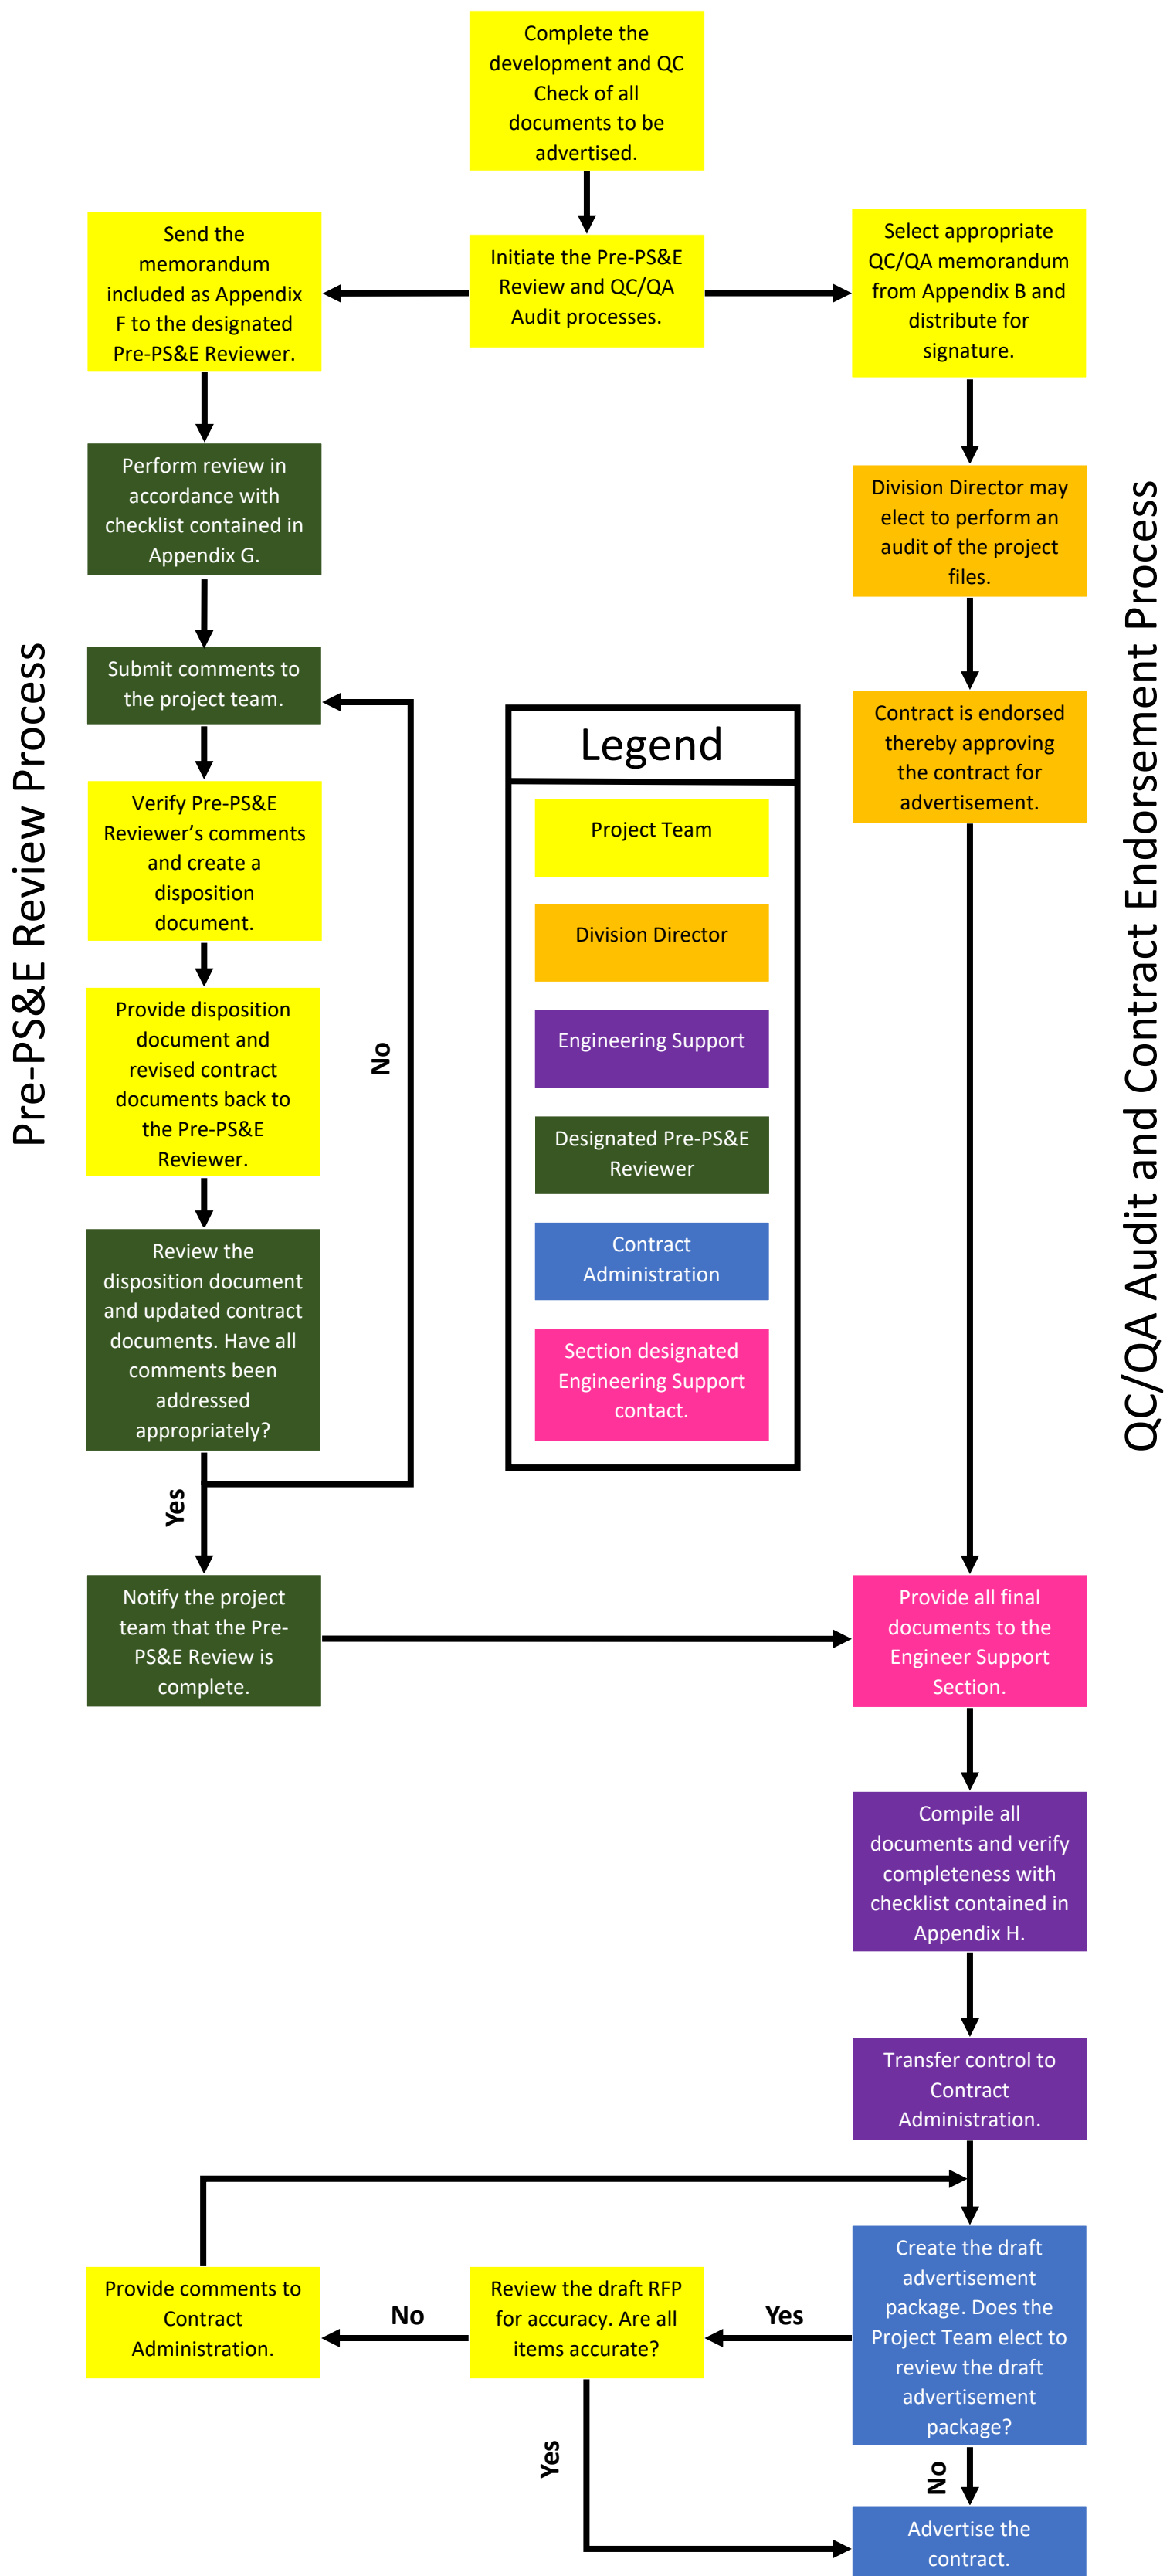 Complete the
development and QC
Check of all
documents to be
advertised.
Initiate the Pre-PS&E
Review and QC/QA
Audit processes.
Pre-PS&E Review Process
Send the
memorandum
included as Appendix
F to the designated
Pre-PS&E Reviewer.
Perform review in
accordance with
checklist contained in
Appendix G.
Submit comments to
the project team.
Verify Pre-PS&E
Reviewer’s comments
and create a
disposition
document.
Provide disposition
document and
revised contract
documents back to
the Pre-PS&E
Reviewer.
Review the
disposition document
and updated contract
documents. Have all
comments been
addressed
appropriately?
No
Yes
Notify the project
team that the Pre-
PS&E Review is
complete.
Legend
Project Team
Division Director
Engineering Support
Designated Pre-PS&E
Reviewer
Contract
Administration
Section designated
Engineering Support
contact.
QC/QA Audit and Contract Endorsement Process
Select appropriate
QC/QA memorandum
from Appendix B and
distribute for
signature.
Division Director may
elect to perform an
audit of the project
files.
Contract is endorsed
thereby approving
the contract for
advertisement.
Provide all final
documents to the
Engineer Support
Section.
Compile all
documents and verify
completeness with
checklist contained in
Appendix H.
Transfer control to
Contract
Administration.
Create the draft
advertisement
package. Does the
Project Team elect to
review the draft
advertisement
package?
Yes
Review the draft RFP
for accuracy. Are all
items accurate?
No
Provide comments to
Contract
Administration.
Yes
No
Advertise the
contract.